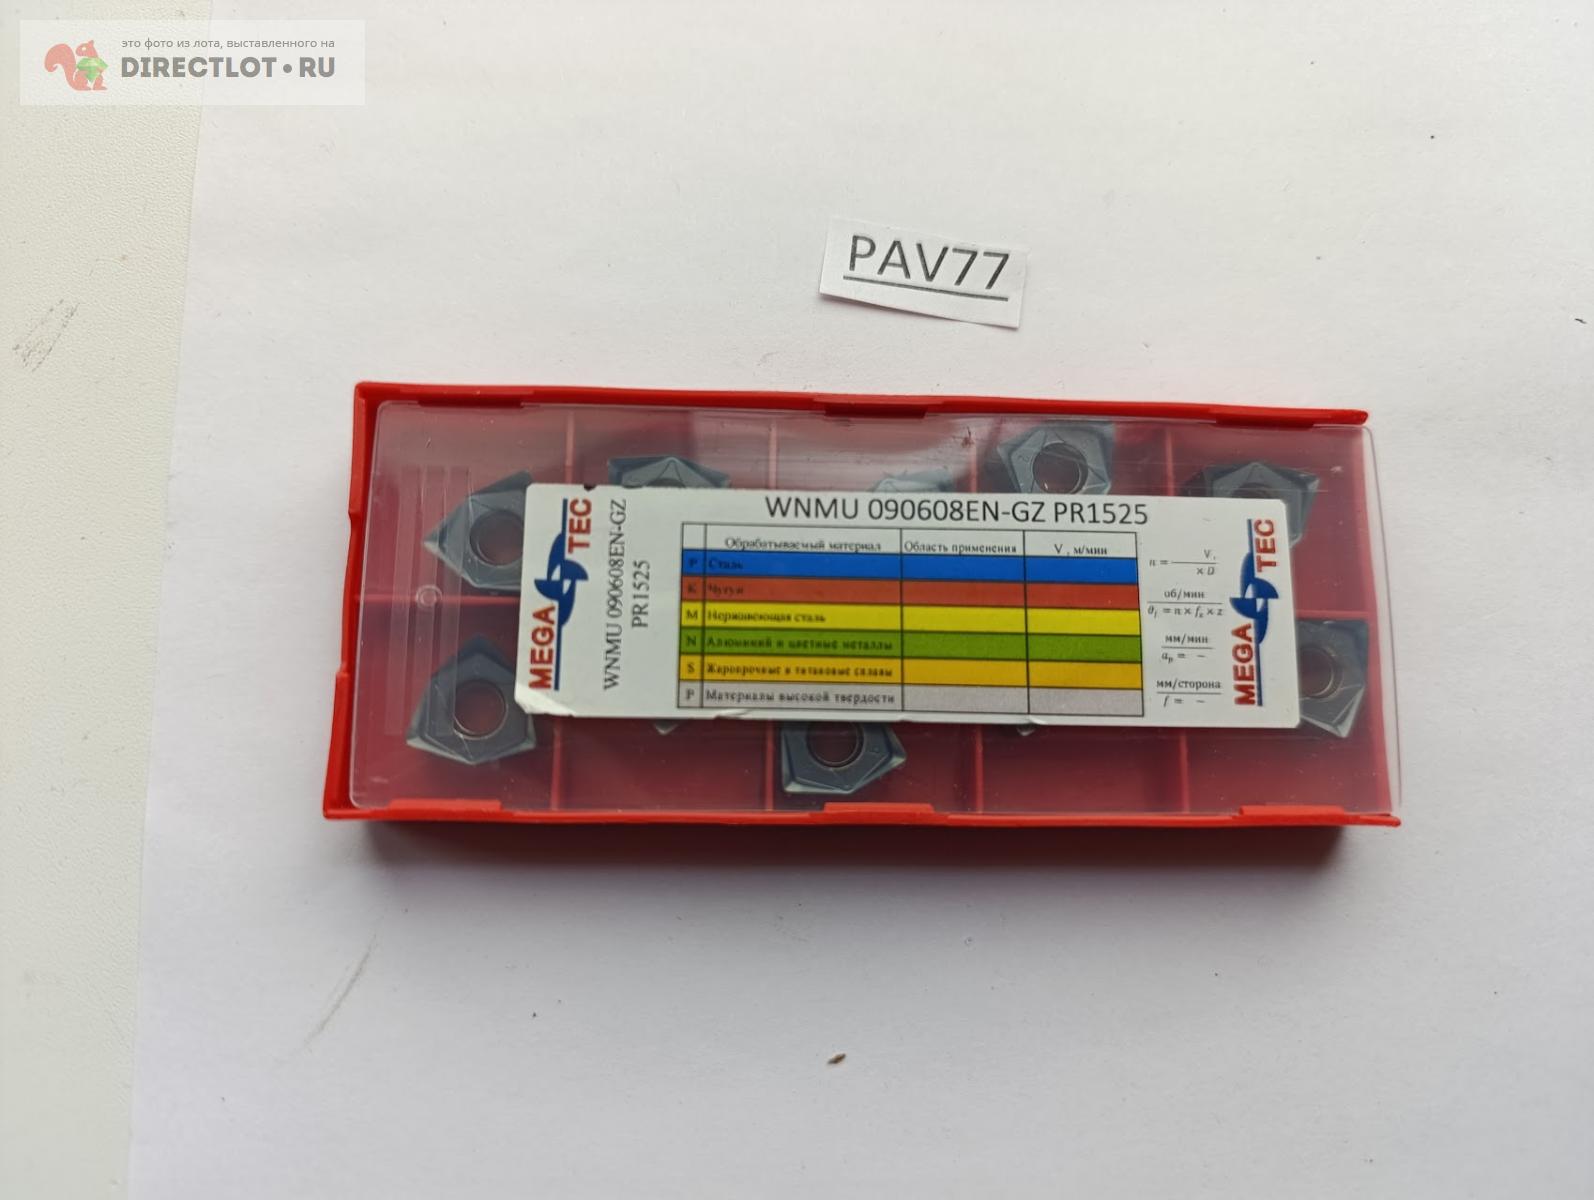 это фото из лота, выставленного на
DIRECTLOT•RU
PAV77
MEGA TEC
WNMU 090608EN-GZ
PR1525
WNMU 090608EN-GZ PR1525
Обрабатываемый материал Область применения V, м/мин
P Сталь
K Чугун
M Нержавеющая сталь
N Алюминий и цветные металлы
S Жаропрочные и титановые сплавы
P Материалы высокой твердости
n = V, × D
об/мин
= n × fz × z
мм/мин
ap = –
мм/сторона
f = –
MEGA TEC